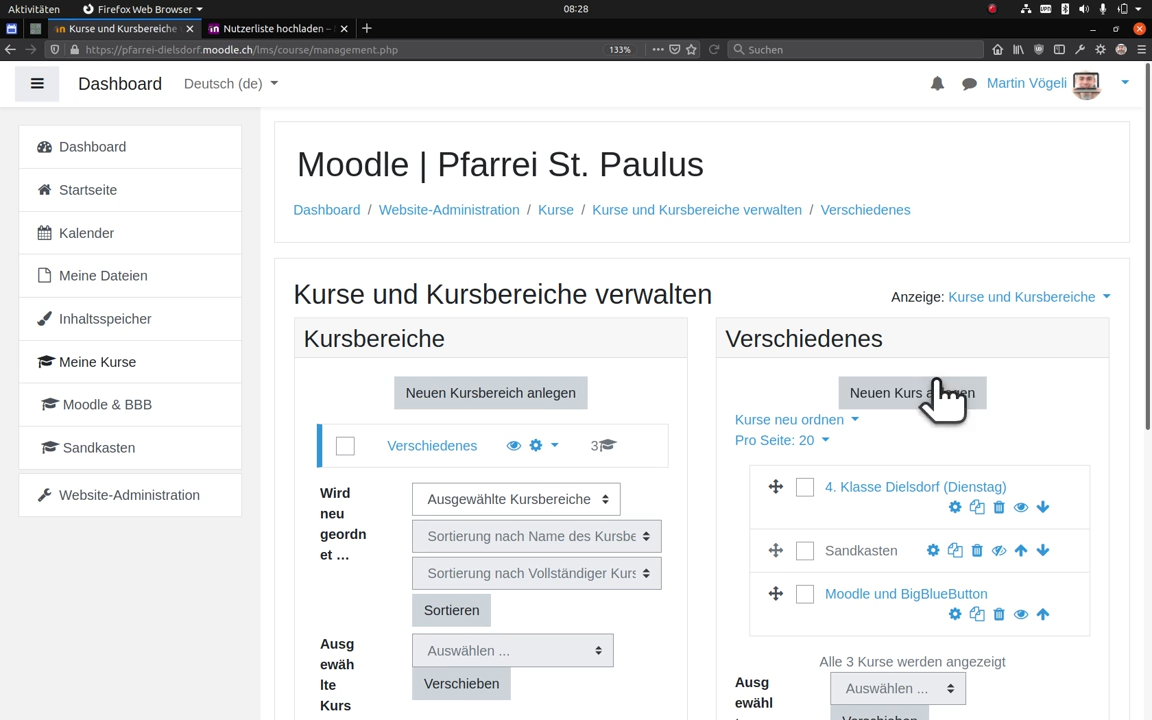 Aktivitäten
Firefox Web Browser
08:28
Kurse und Kursbereiche
Nutzerliste hochladen –
https://pfarrei-dielsdorf.moodle.ch/lms/course/management.php
133%
Suchen
Dashboard
Deutsch (de)
Martin Vögeli
Dashboard
Startseite
Kalender
Meine Dateien
Inhaltsspeicher
Meine Kurse
Moodle & BBB
Sandkasten
Website-Administration
Moodle | Pfarrei St. Paulus
Dashboard / Website-Administration / Kurse / Kurse und Kursbereiche verwalten / Verschiedenes
Kurse und Kursbereiche verwalten
Anzeige: Kurse und Kursbereiche
Kursbereiche
Neuen Kursbereich anlegen
Verschiedenes
3
Wird
neu
geordn
et ...
Ausgewählte Kursbereiche
Sortierung nach Name des Kursbe
Sortierung nach Vollständiger Kurs
Sortieren
Ausg
ewäh
lte
Kurs
Auswählen ...
Verschieben
Verschiedenes
Neuen Kurs
Kurse neu ordnen
Pro Seite: 20
4. Klasse Dielsdorf (Dienstag)
Sandkasten
Moodle und BigBlueButton
Alle 3 Kurse werden angezeigt
Ausg
ewähl
Auswählen ...
Verschieben